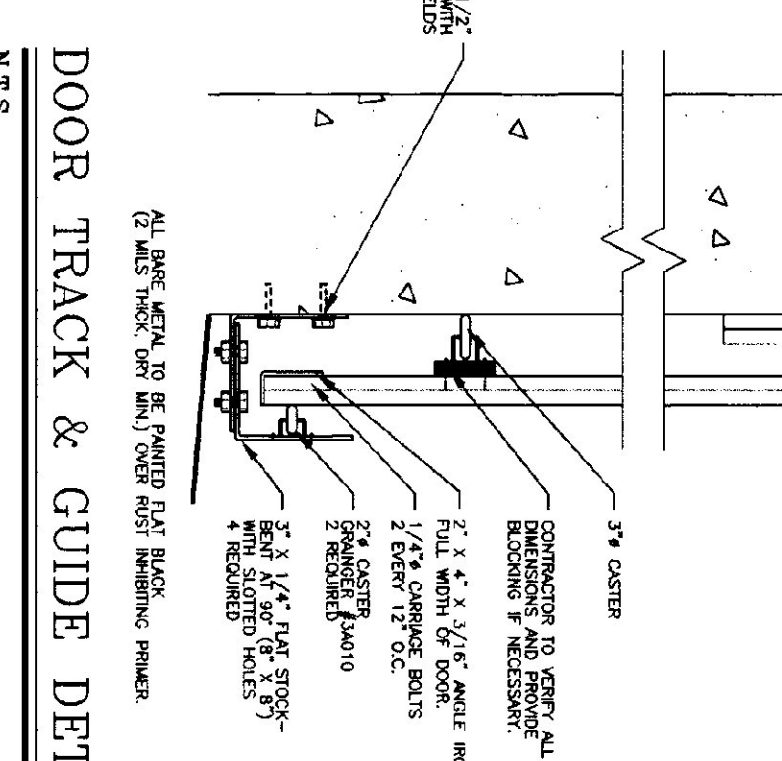 1/2"
WITH
3"ø CASTER
CONTRACTOR TO VERIFY ALL
DIMENSIONS AND PROVIDE
BLOCKING IF NECESSARY.
2" X 4" X 3/16" ANGLE
FULL WIDTH OF DOOR.
1/4"ø CARRIAGE BOLTS
2 EVERY 12" O.C.
2"ø CASTER
GRAINGER #3A010
2 REQUIRED
3" X 1/4" FLAT STOCK-
BENT AT 90° (8" X 8")
WITH SLOTTED HOLES
4 REQUIRED
ALL BARE METAL TO BE PAINTED FLAT BLACK
(2 MILS THICK, DRY MIN.) OVER RUST INHIBITING PRIMER.
DOOR TRACK & GUIDE DET